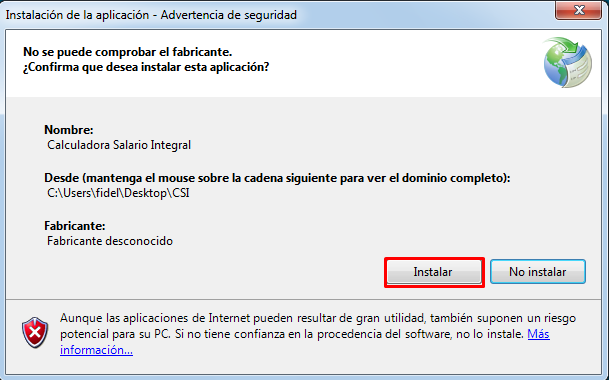 Instalación de la aplicación - Advertencia de seguridad
No se puede comprobar el fabricante.
¿Confirma que desea instalar esta aplicación?
Nombre:
Calculadora Salario Integral
Desde (mantenga el mouse sobre la cadena siguiente para ver el dominio completo):
C:\Users\fidel\Desktop\CSI
Fabricante:
Fabricante desconocido
Instalar
No instalar
Aunque las aplicaciones de Internet pueden resultar de gran utilidad, también suponen un riesgo
potencial para su PC. Si no tiene confianza en la procedencia del software, no lo instale. Más
información...